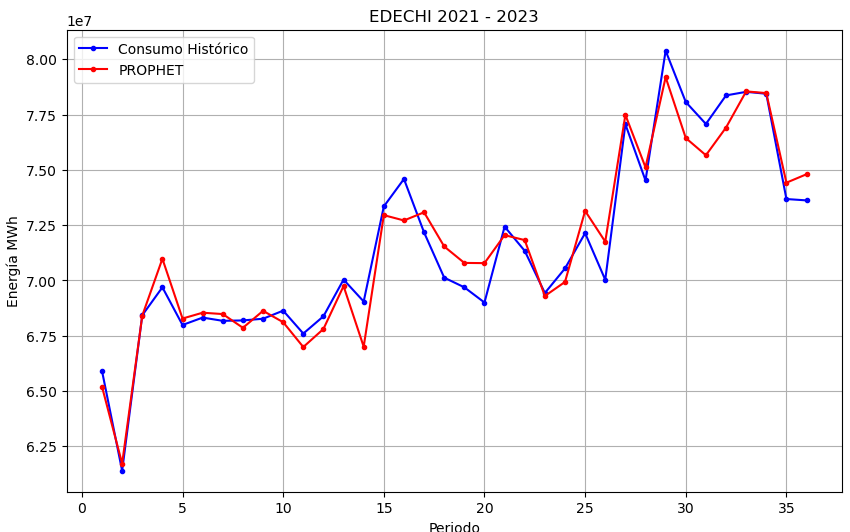 EDECHI 2021 - 2023
1e7
Consumo Histórico
PROPHET
8.00
7.75
7.50
7.25
7.00
6.75
6.50
6.25
Energía MWh
0 5 10 15 20 25 30 35
Periodo